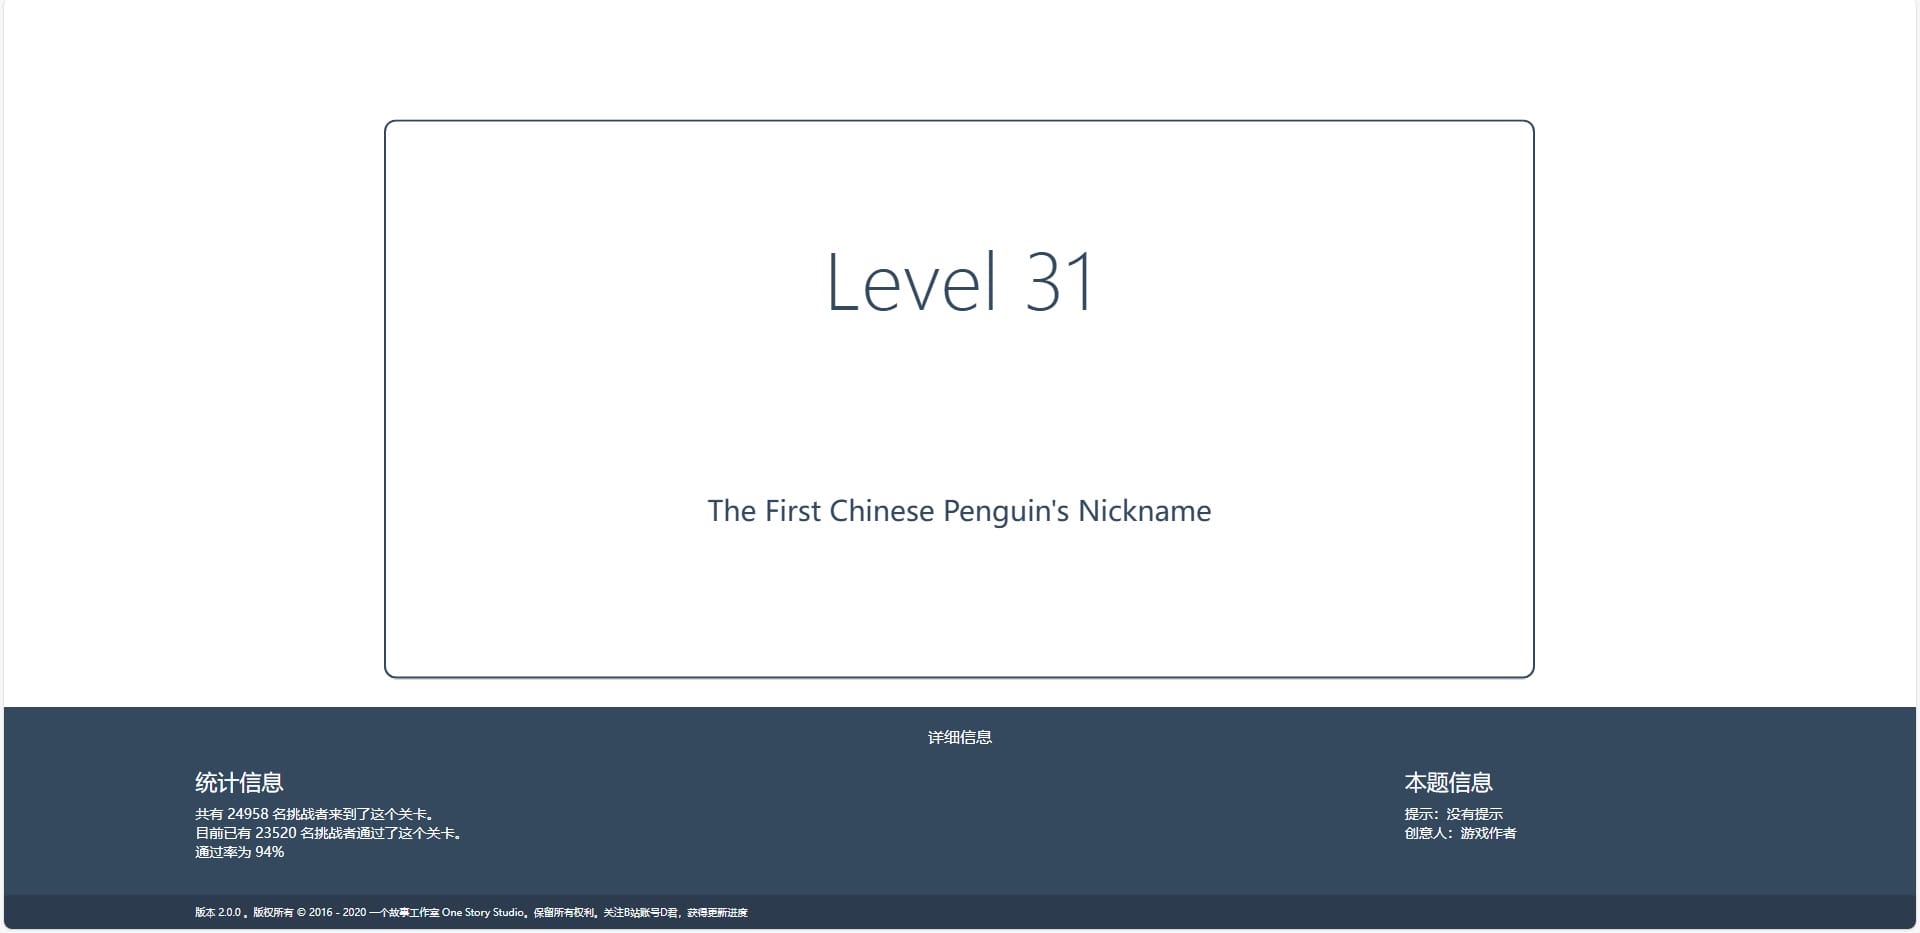 Level 31
The First Chinese Penguin's Nickname
详细信息
统计信息
共有 24958 名挑战者来到了这个关卡。
目前已有 23520 名挑战者通过了这个关卡。
通过率为 94%
本题信息
提示：没有提示
创意人：游戏作者
版本 2.0.0 。版权所有 © 2016 - 2020 一个故事工作室 One Story Studio。保留所有权利。关注B站账号D君，获得更新进度